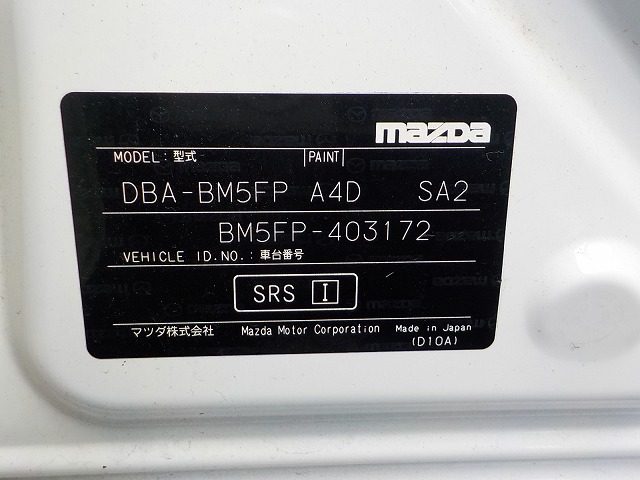 mazda
MODEL: 型式 PAINT
DBA-BM5FP A4D SA2
BM5FP-403172
VEHICLE ID.NO.: 車台番号
SRS I
マツダ株式会社 Mazda Motor Corporation Made in Japan
(D10A)